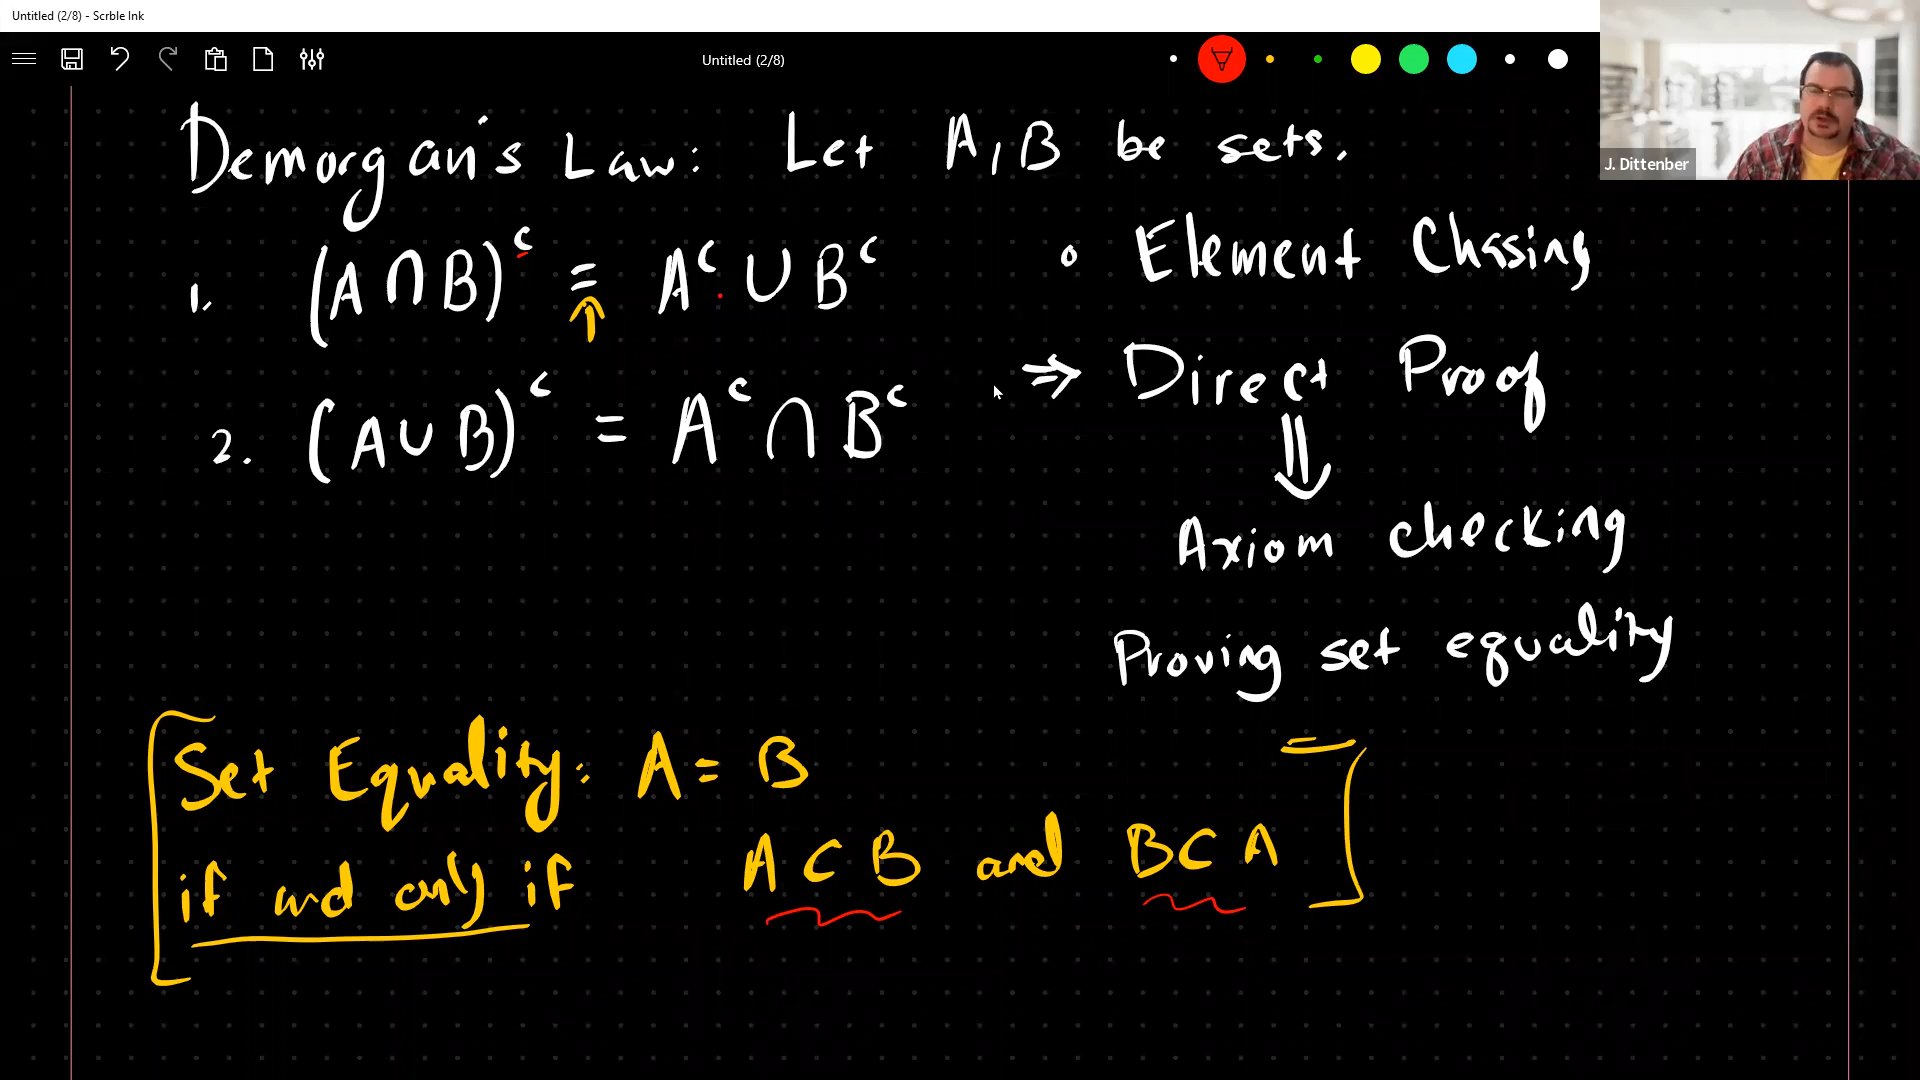 Untitled (2/8) - Scrble Ink
Untitled (2/8)
J. Dittenber
Demorgan's Law: Let A, B be sets.
1. (A ∩ B)ᶜ = Aᶜ ∪ Bᶜ
2. (A ∪ B)ᶜ = Aᶜ ∩ Bᶜ
• Element Chasing
⇒ Direct Proof
⇓
Axiom checking
Proving set equality
Set Equality: A = B
if and only if A ⊂ B and B ⊂ A